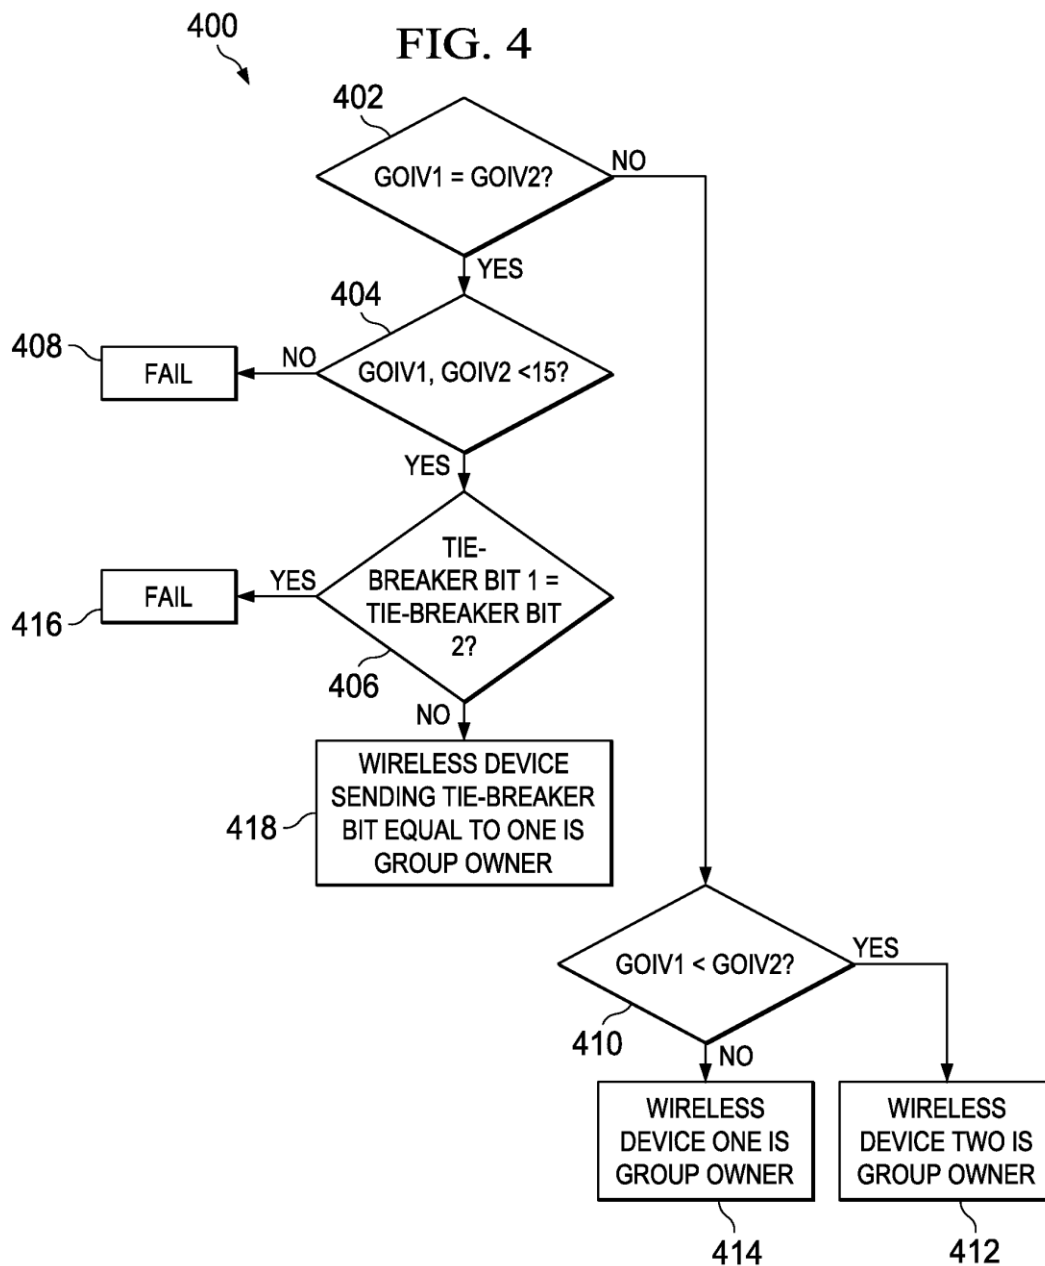 400
FIG. 4
402
GOIV1 = GOIV2?
NO
YES
404
408
FAIL
NO
GOIV1, GOIV2 <15?
YES
TIE-
BREAKER BIT 1 =
TIE-BREAKER BIT
2?
YES
FAIL
416
406
NO
WIRELESS DEVICE
SENDING TIE-BREAKER
BIT EQUAL TO ONE IS
GROUP OWNER
418
GOIV1 < GOIV2?
YES
410
NO
WIRELESS
DEVICE ONE IS
GROUP OWNER
WIRELESS
DEVICE TWO IS
GROUP OWNER
414
412